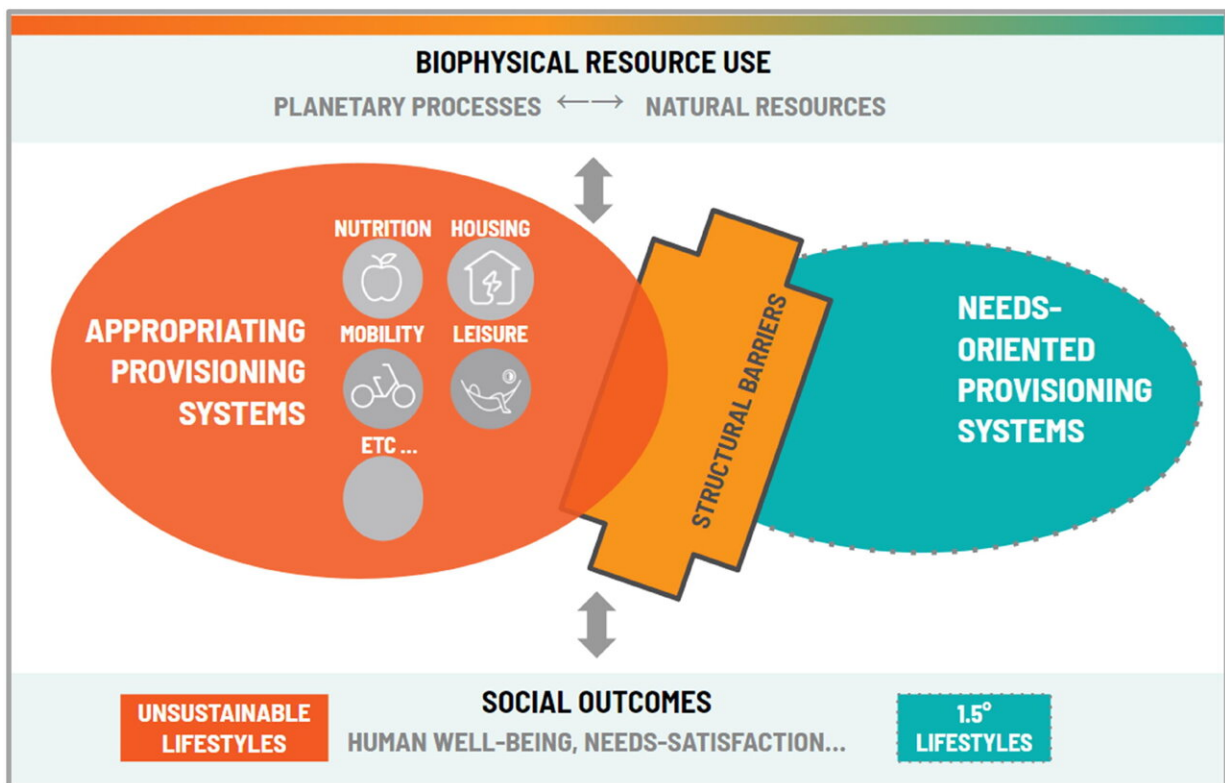 BIOPHYSICAL RESOURCE USE
PLANETARY PROCESSES ←→ NATURAL RESOURCES
NUTRITION HOUSING
MOBILITY LEISURE
ETC ...
APPROPRIATING
PROVISIONING
SYSTEMS
STRUCTURAL BARRIERS
NEEDS-
ORIENTED
PROVISIONING
SYSTEMS
SOCIAL OUTCOMES
HUMAN WELL-BEING, NEEDS-SATISFACTION...
UNSUSTAINABLE
LIFESTYLES
1.5°
LIFESTYLES